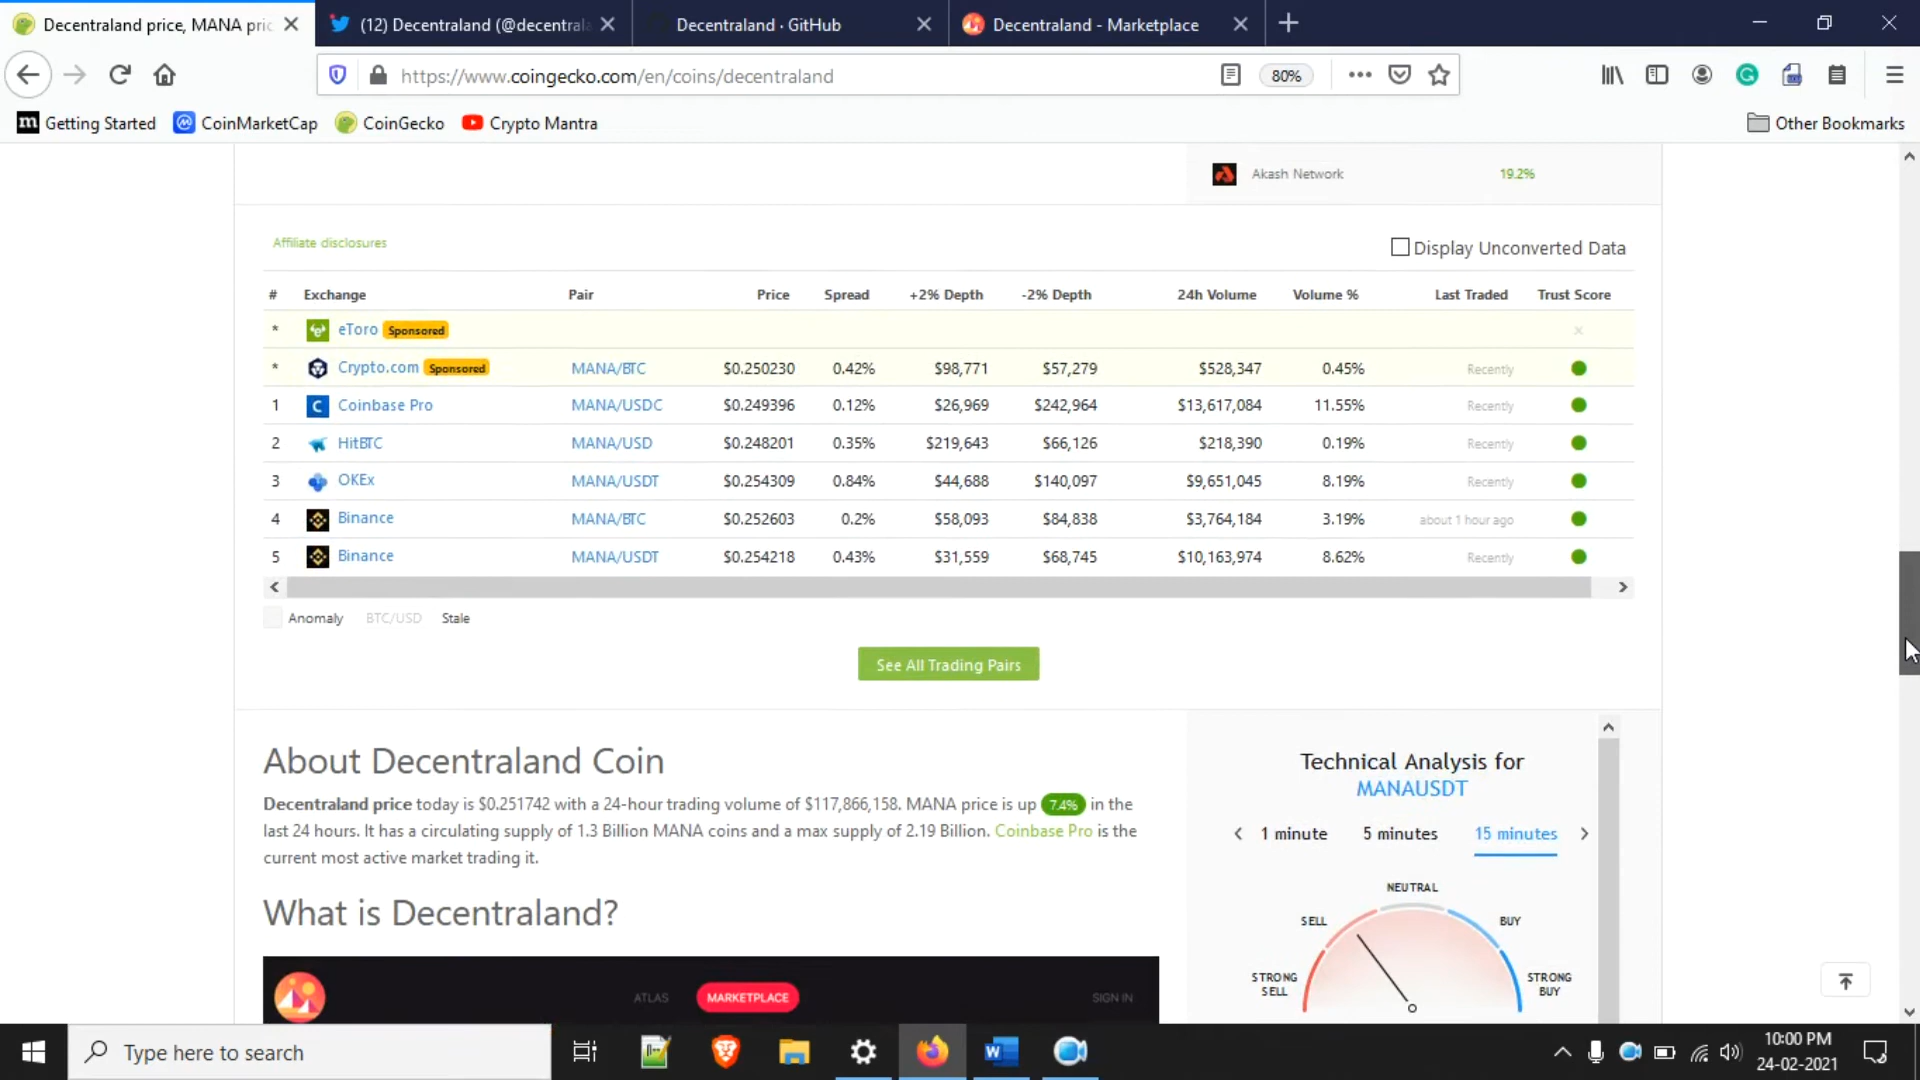 Decentraland price, MANA pric
(12) Decentraland (@decentrala
Decentraland · GitHub
Decentraland - Marketplace
https://www.coingecko.com/en/coins/decentraland
80%
Getting Started
CoinMarketCap
CoinGecko
Crypto Mantra
Other Bookmarks
Akash Network 19.2%
Affiliate disclosures
Display Unconverted Data
# Exchange Pair Price Spread +2% Depth -2% Depth 24h Volume Volume % Last Traded Trust Score
* eToro Sponsored
* Crypto.com Sponsored MANA/BTC $0.250230 0.42% $98,771 $57,279 $528,347 0.45% Recently
1 Coinbase Pro MANA/USDC $0.249396 0.12% $26,969 $242,964 $13,617,084 11.55% Recently
2 HitBTC MANA/USD $0.248201 0.35% $219,643 $66,126 $218,390 0.19% Recently
3 OKEx MANA/USDT $0.254309 0.84% $44,688 $140,097 $9,651,045 8.19% Recently
4 Binance MANA/BTC $0.252603 0.2% $58,093 $84,838 $3,764,184 3.19% about 1 hour ago
5 Binance MANA/USDT $0.254218 0.43% $31,559 $68,745 $10,163,974 8.62% Recently
Anomaly BTC/USD Stale
See All Trading Pairs
About Decentraland Coin
Decentraland price today is $0.251742 with a 24-hour trading volume of $117,866,158. MANA price is up 7.4% in the
last 24 hours. It has a circulating supply of 1.3 Billion MANA coins and a max supply of 2.19 Billion. Coinbase Pro is the
current most active market trading it.
What is Decentraland?
ATLAS MARKETPLACE SIGN IN
Technical Analysis for
MANAUSDT
1 minute 5 minutes 15 minutes
NEUTRAL
SELL BUY
STRONG SELL
STRONG BUY
Type here to search
10:00 PM
24-02-2021